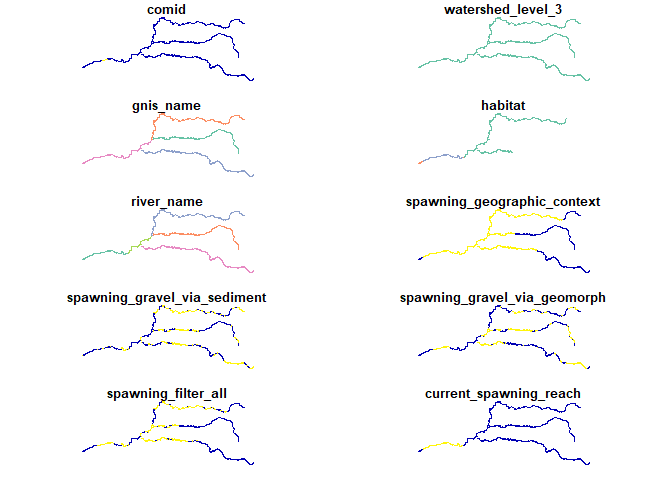 comid
watershed_level_3
gnis_name
habitat
river_name
spawning_geographic_context
spawning_gravel_via_sediment
spawning_gravel_via_geomorph
spawning_filter_all
current_spawning_reach